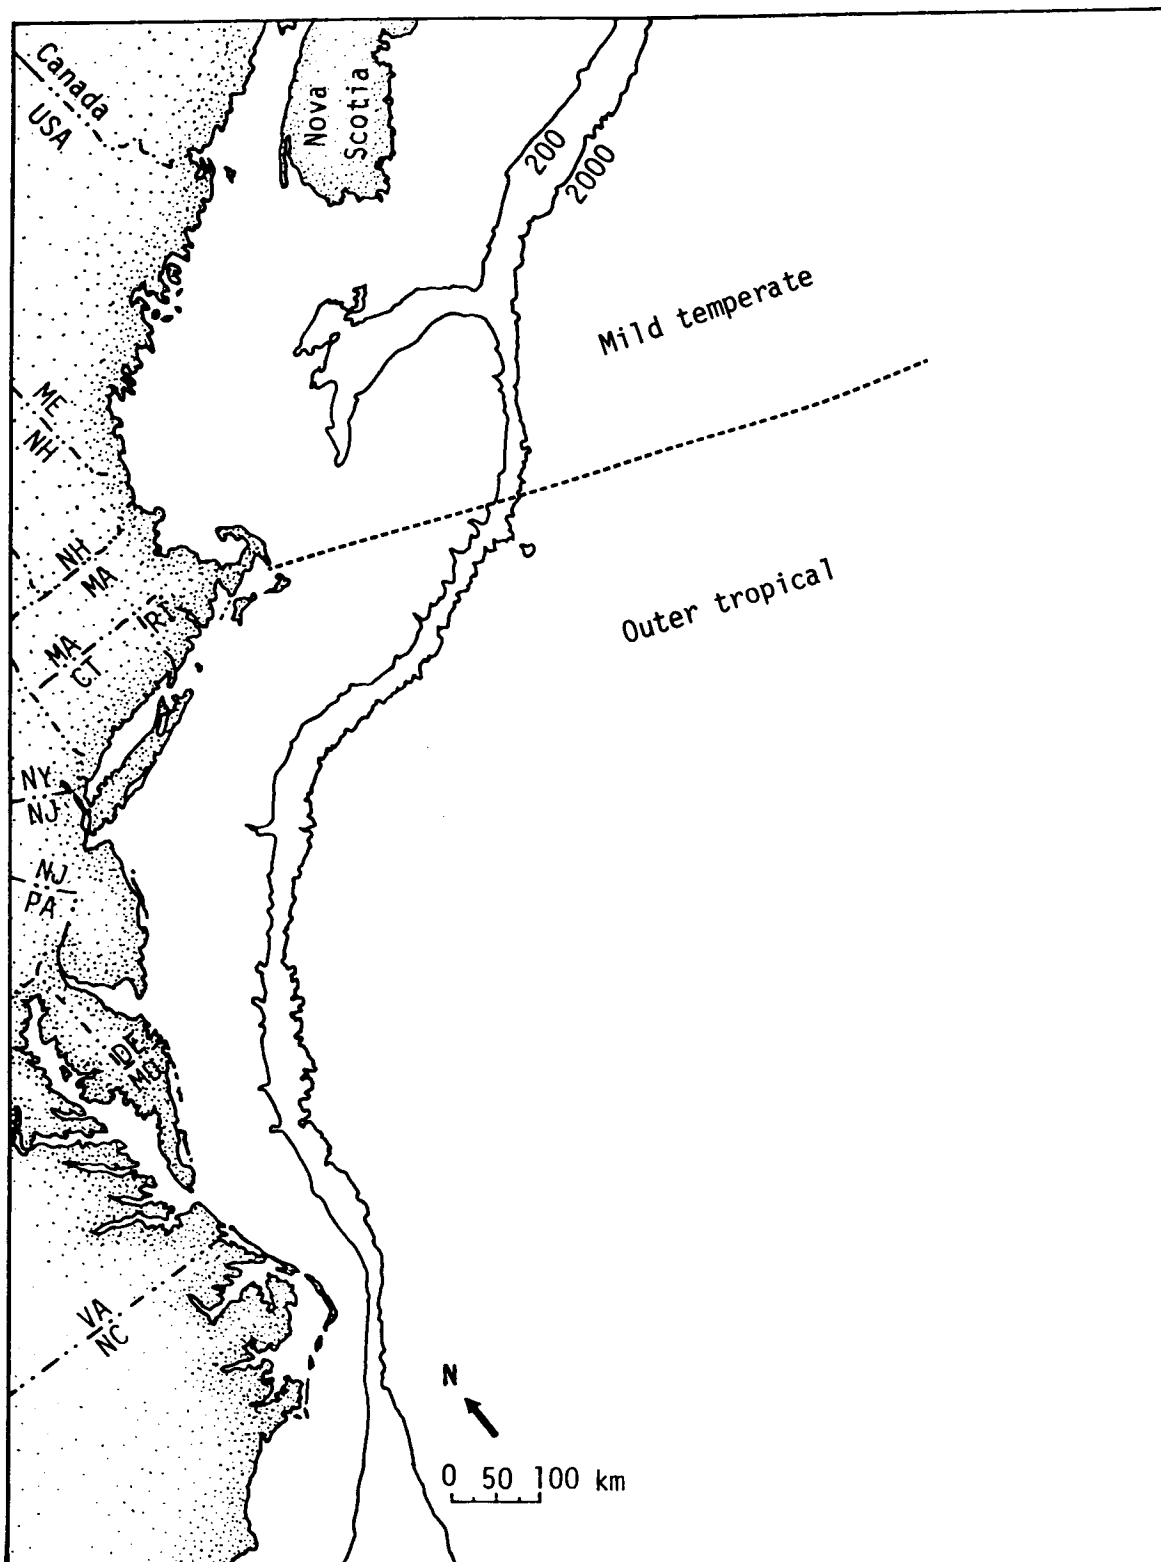 Canada
USA
Nova
Scotia
200
2000
Mild temperate
ME
NH
NH
MA
Outer tropical
RI
MA
CT
NY
NJ
NJ
PA
DE
MD
VA
NC
N
0 50 100 km